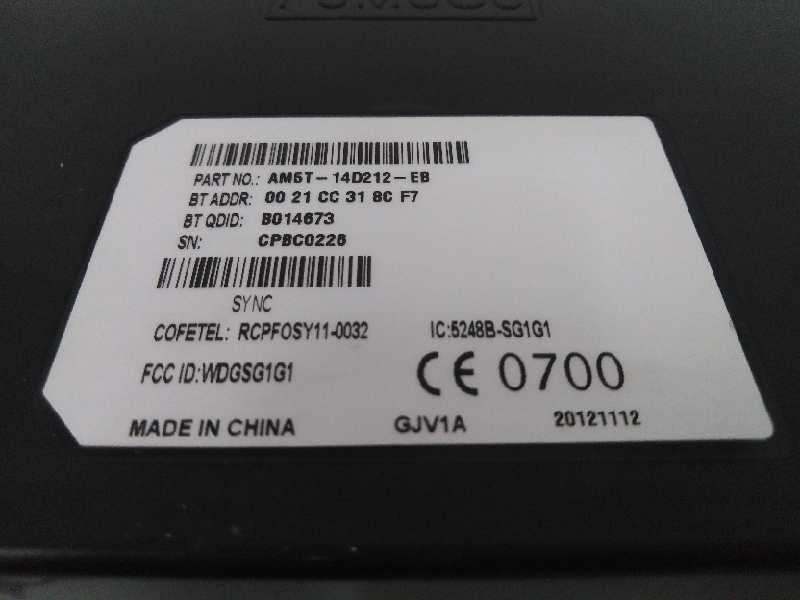 PART NO.: AM5T-14D212-EB
BT ADDR: 00 21 CC 31 8C F7
BT QDID: B014673
SN: CPBC0226
SYNC
COFETEL: RCPFOSY11-0032 IC:5248B-SG1G1
FCC ID:WDGSG1G1 CE 0700
MADE IN CHINA GJV1A 20121112